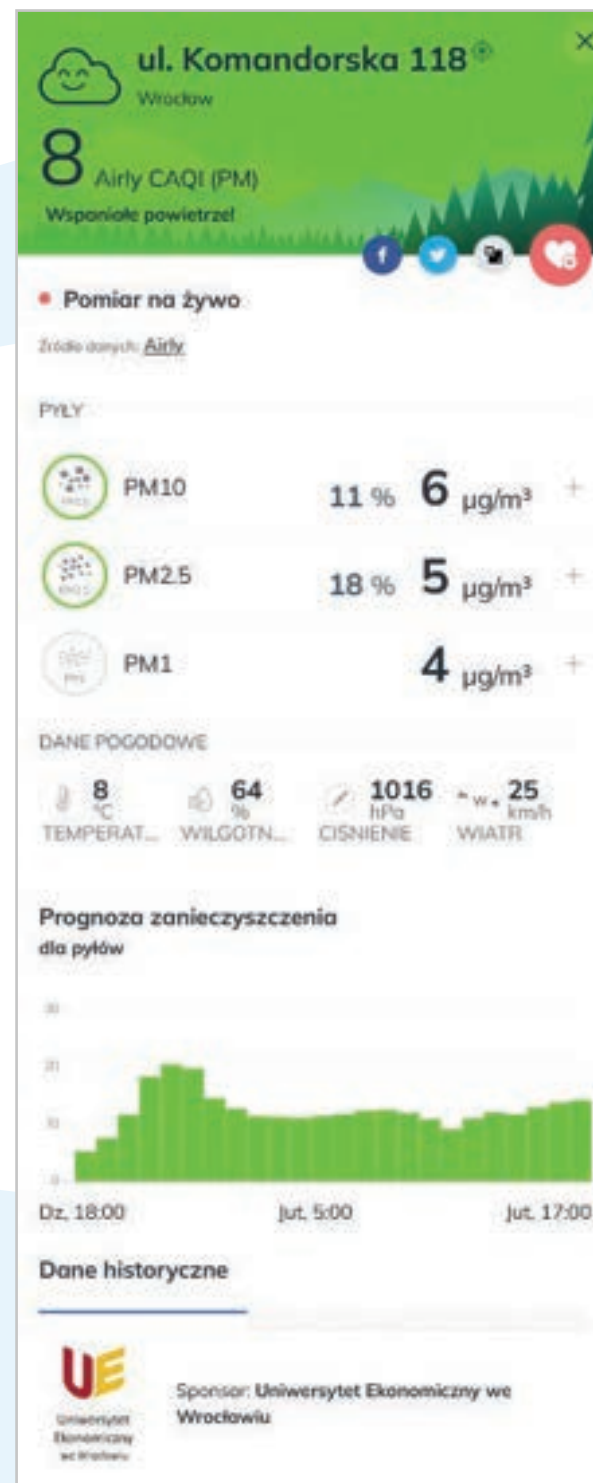 ul. Komandorska 118
Wrocław
8 Airly CAQI (PM)
Wspaniałe powietrze!
Pomiar na żywo
Źródło danych: Airly
PYŁY
PM10 11 % 6 µg/m³ +
PM2.5 18 % 5 µg/m³ +
PM1
PM1 4 µg/m³ +
DANE POGODOWE
8 °C 64 % 1016 hPa 25 km/h
TEMPERAT... WILGOTN... CIŚNIENIE WIATR
Prognoza zanieczyszczenia
dla pyłów
30
20
10
0
Dz, 18:00 Jut, 5:00 Jut, 17:00
Dane historyczne
UE
Uniwersytet
Ekonomiczny
we Wrocławiu
Sponsor: Uniwersytet Ekonomiczny we
Wrocławiu